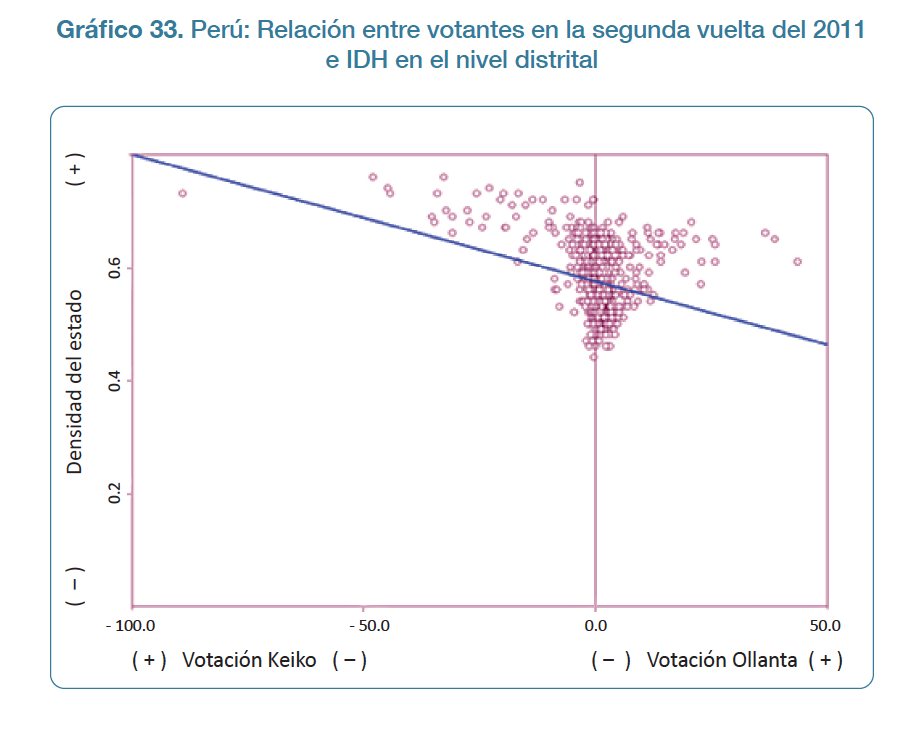 Gráfico 33. Perú: Relación entre votantes en la segunda vuelta del 2011
e IDH en el nivel distrital
( + )
Densidad del estado
( − )
0.6
0.4
0.2
- 100.0 - 50.0 0.0 50.0
( + ) Votación Keiko ( − ) ( − ) Votación Ollanta ( + )